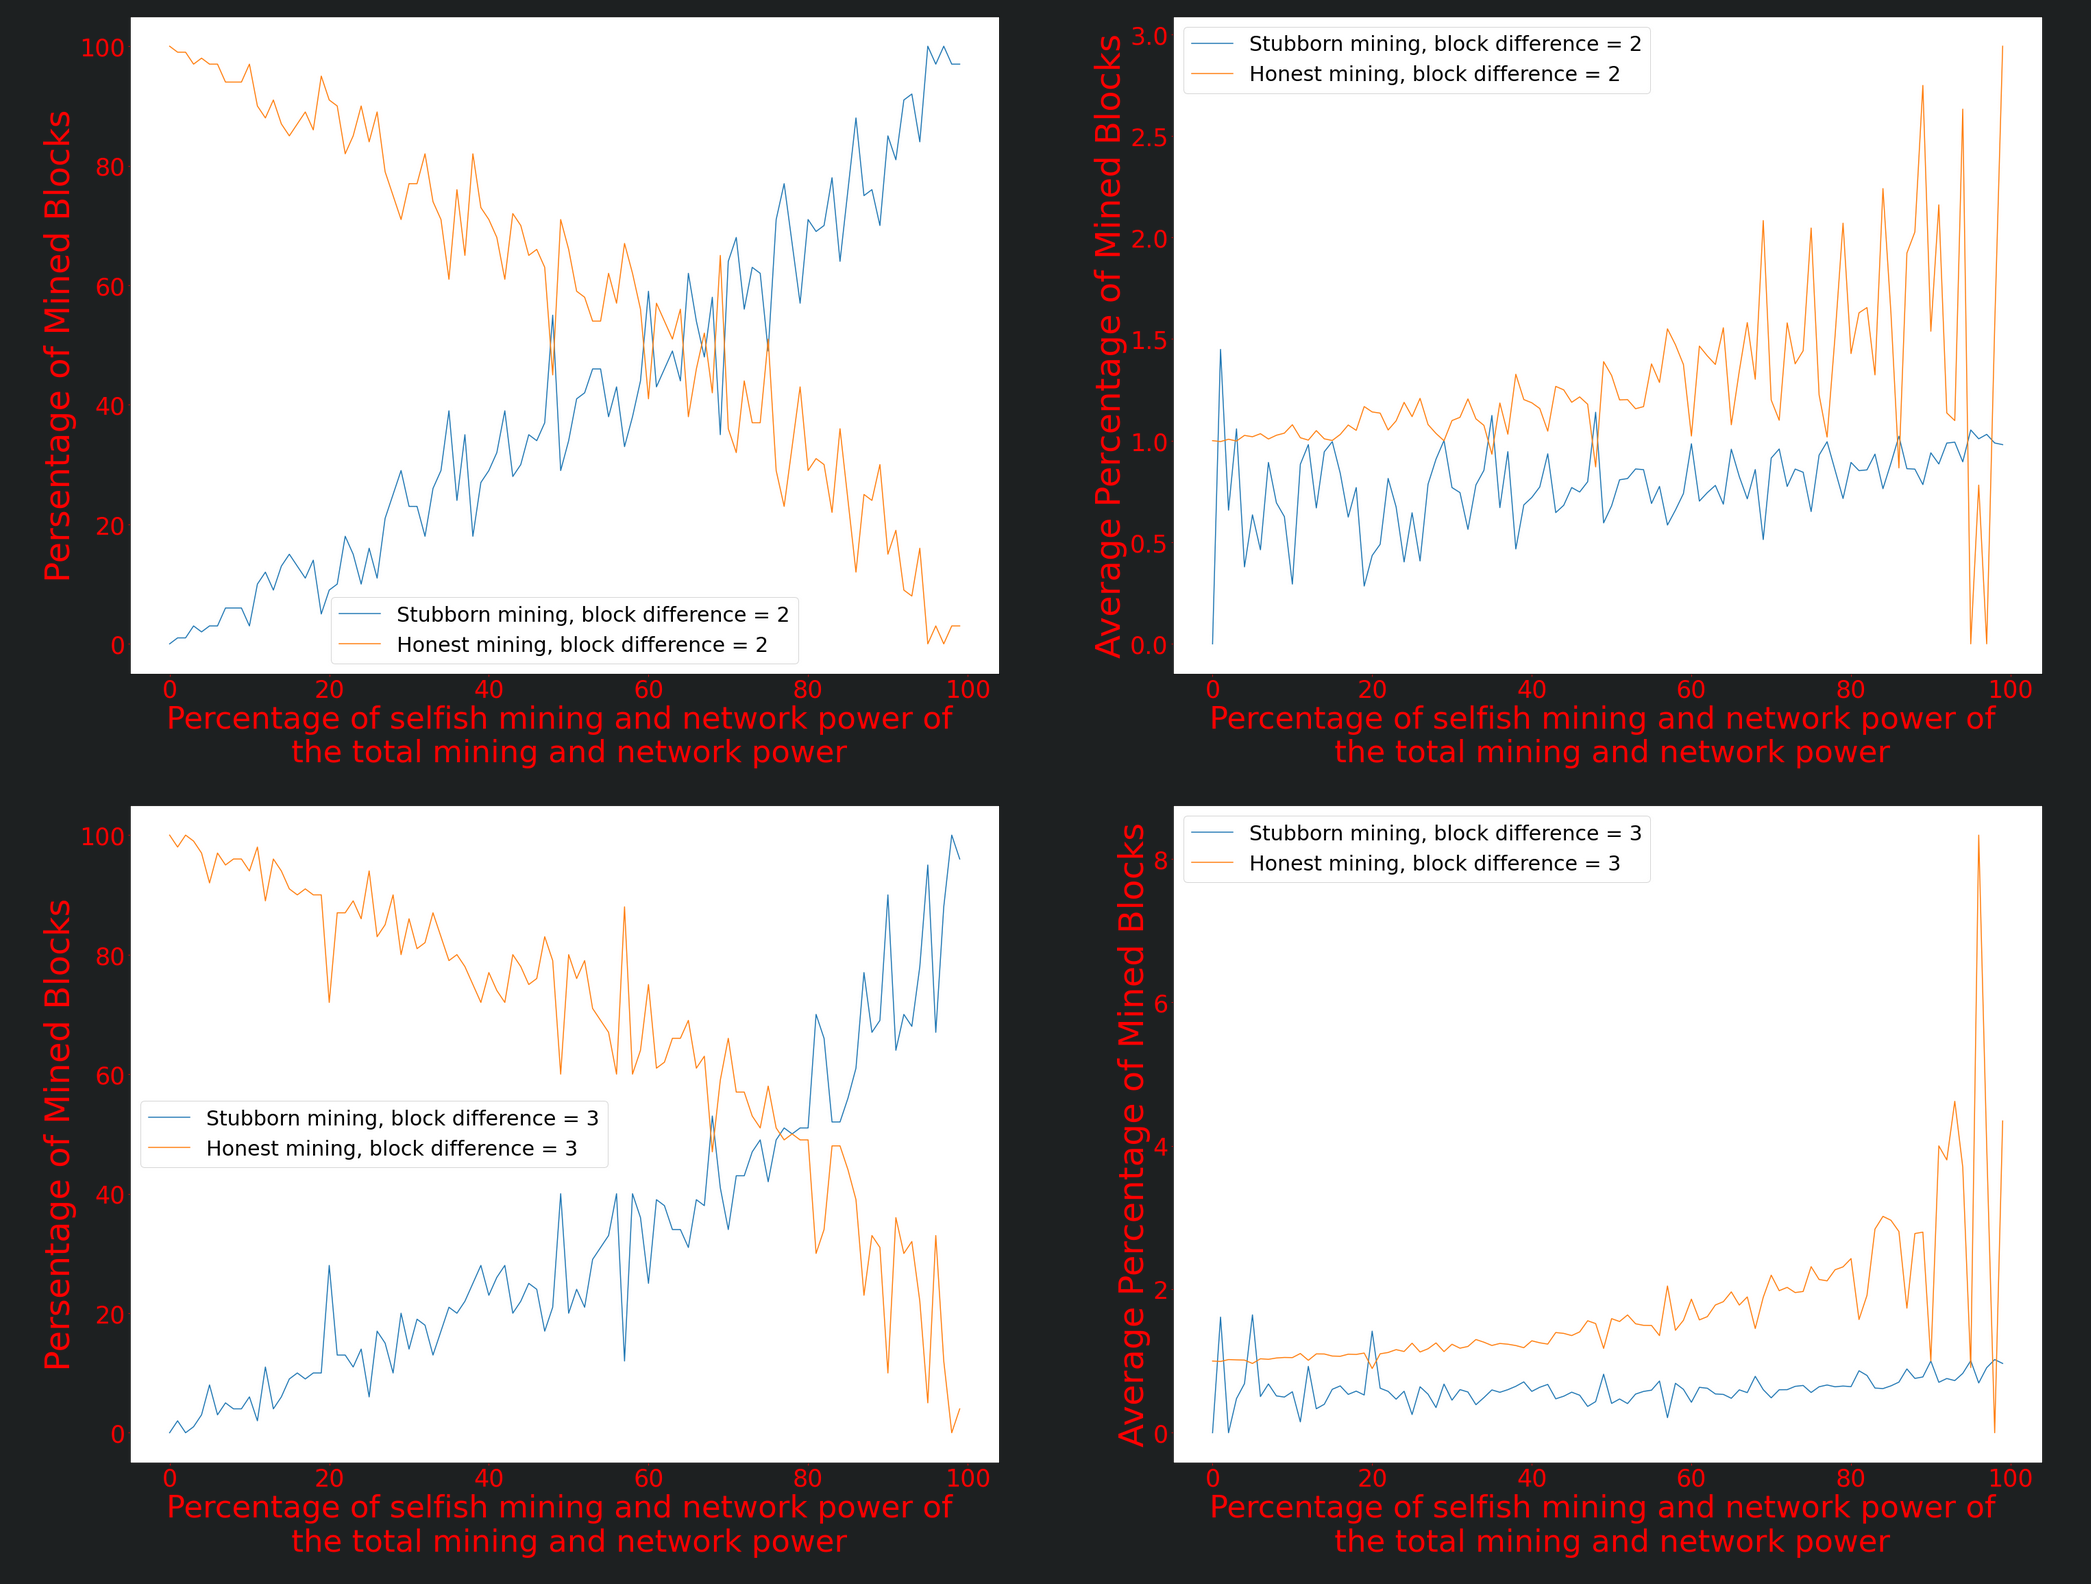 Persentage of Mined Blocks
100
80
60
40
20
0
Stubborn mining, block difference = 2
Honest mining, block difference = 2
0 20 40 60 80 100
Percentage of selfish mining and network power of
the total mining and network power
Average Percentage of Mined Blocks
3.0
2.5
2.0
1.5
1.0
0.5
0.0
Stubborn mining, block difference = 2
Honest mining, block difference = 2
0 20 40 60 80 100
Percentage of selfish mining and network power of
the total mining and network power
Persentage of Mined Blocks
100
80
60
40
20
0
Stubborn mining, block difference = 3
Honest mining, block difference = 3
0 20 40 60 80 100
Percentage of selfish mining and network power of
the total mining and network power
Average Percentage of Mined Blocks
8
6
4
2
0
Stubborn mining, block difference = 3
Honest mining, block difference = 3
0 20 40 60 80 100
Percentage of selfish mining and network power of
the total mining and network power